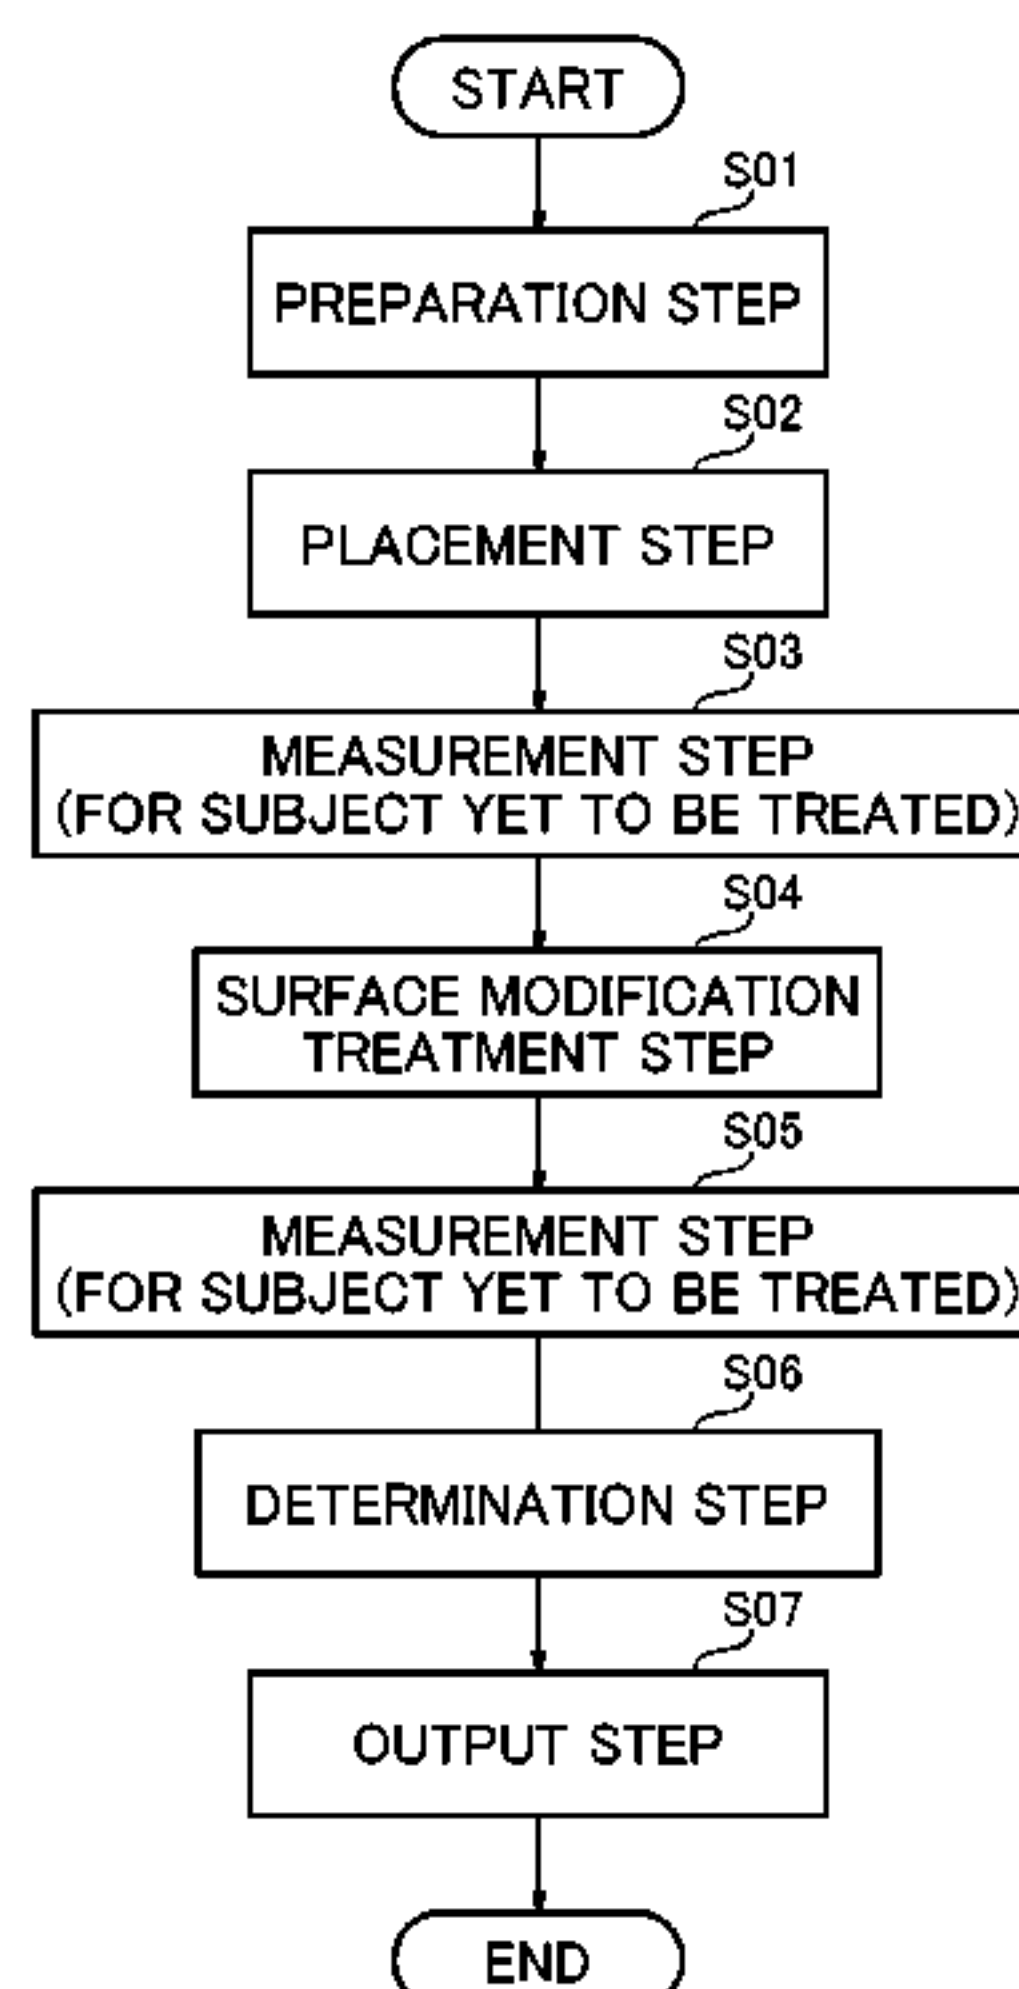 START
S01
PREPARATION STEP
S02
PLACEMENT STEP
S03
MEASUREMENT STEP
(FOR SUBJECT YET TO BE TREATED)
S04
SURFACE MODIFICATION
TREATMENT STEP
S05
MEASUREMENT STEP
(FOR SUBJECT YET TO BE TREATED)
S06
DETERMINATION STEP
S07
OUTPUT STEP
END